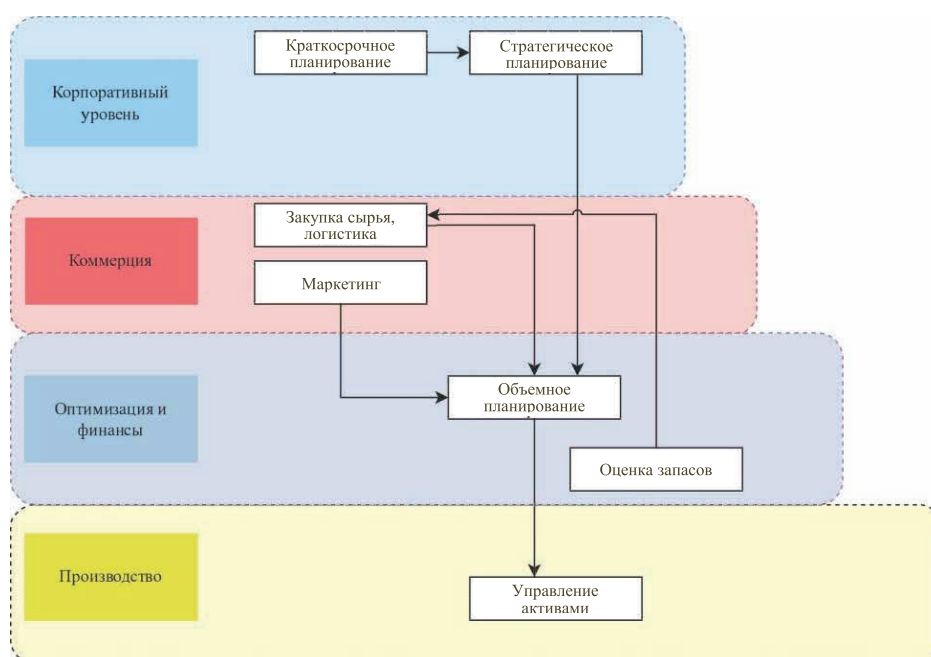 Краткосрочное
планирование
Стратегическое
планирование
Корпоративный
уровень
Закупка сырья,
логистика
Коммерция
Маркетинг
Объемное
планирование
Оптимизация и
финансы
Оценка запасов
Производство
Управление
активами